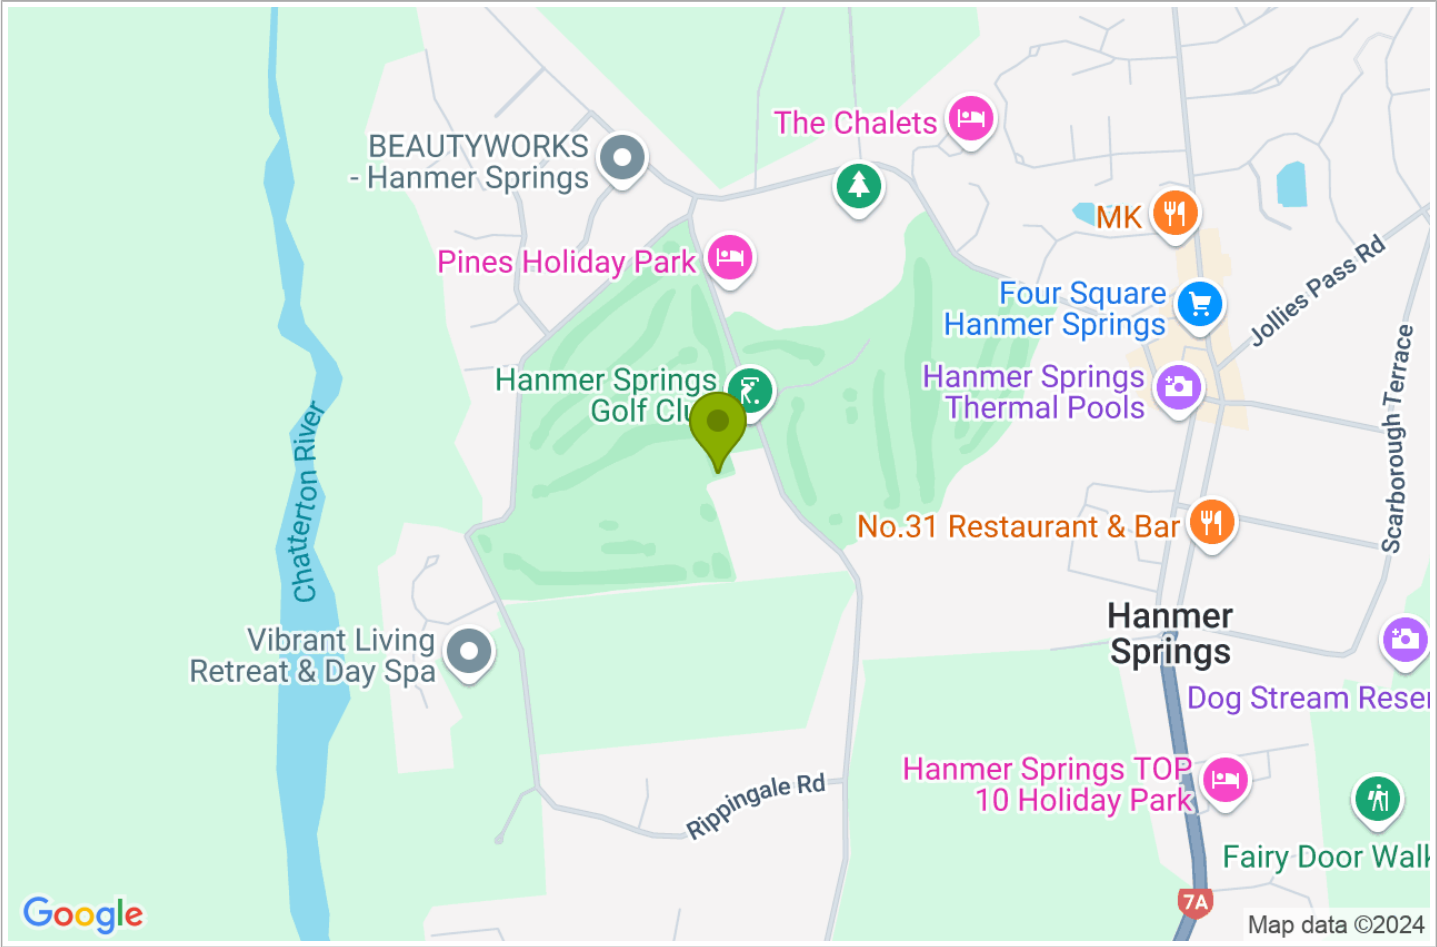 The Chalets
BEAUTYWORKS
- Hanmer Springs
MK
Pines Holiday Park
Jollies Pass Rd
Four Square
Hanmer Springs
Hanmer Springs
Golf Clu
Hanmer Springs
Thermal Pools
Scarborough Terrace
Chatterton River
No.31 Restaurant & Bar
Hanmer
Springs
Vibrant Living
Retreat & Day Spa
Dog Stream Reser
Hanmer Springs TOP
10 Holiday Park
Rippingale Rd
Fairy Door Walk
7A
Google
Map data ©2024